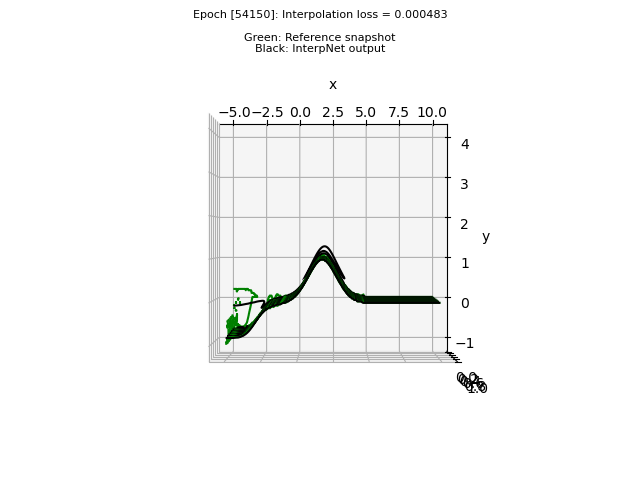 Epoch [54150]: Interpolation loss = 0.000483
Green: Reference snapshot
Black: InterpNet output
x
−5.0 −2.5 0.0 2.5 5.0 7.5 10.0
4
3
2
y
1
0
−1